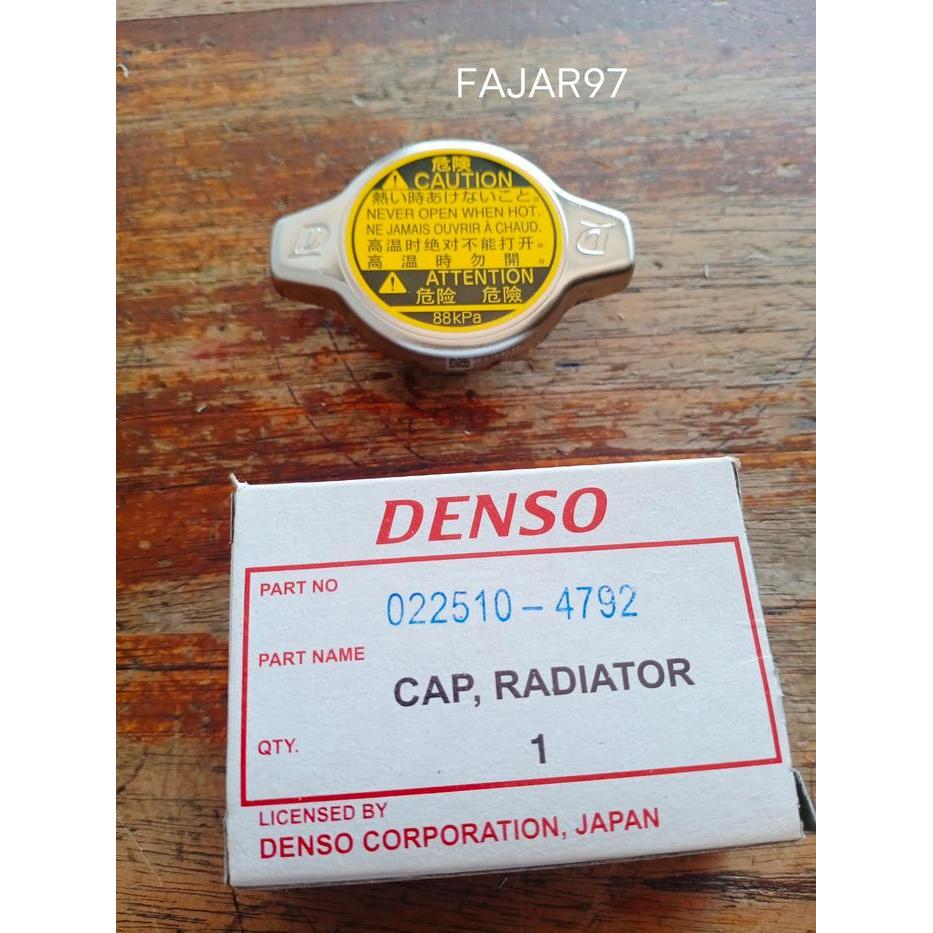 FAJAR97
危険
CAUTION
熱い時あけないこと。
NEVER OPEN WHEN HOT.
NE JAMAIS OUVRIR À CHAUD.
高温时绝对不能打开。
高温時勿開。
ATTENTION
危险 危險
88kPa
DENSO
PART NO 022510-4792
PART NAME
CAP, RADIATOR
QTY. 1
LICENSED BY
DENSO CORPORATION, JAPAN